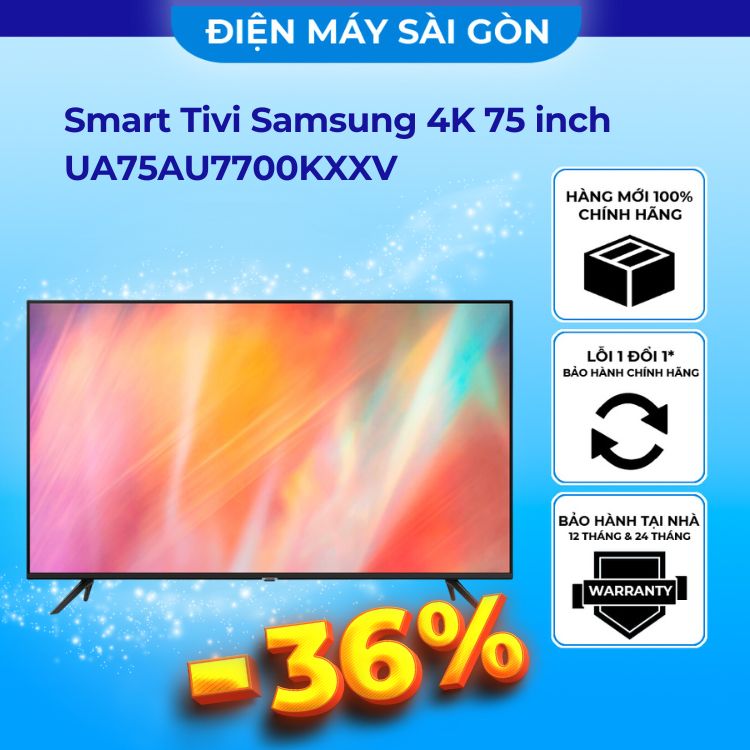 ĐIỆN MÁY SÀI GÒN
Smart Tivi Samsung 4K 75 inch
UA75AU7700KXXV
HÀNG MỚI 100%
CHÍNH HÃNG
LỖI 1 ĐỔI 1*
BẢO HÀNH CHÍNH HÃNG
BẢO HÀNH TẠI NHÀ
12 THÁNG & 24 THÁNG
WARRANTY
-36%